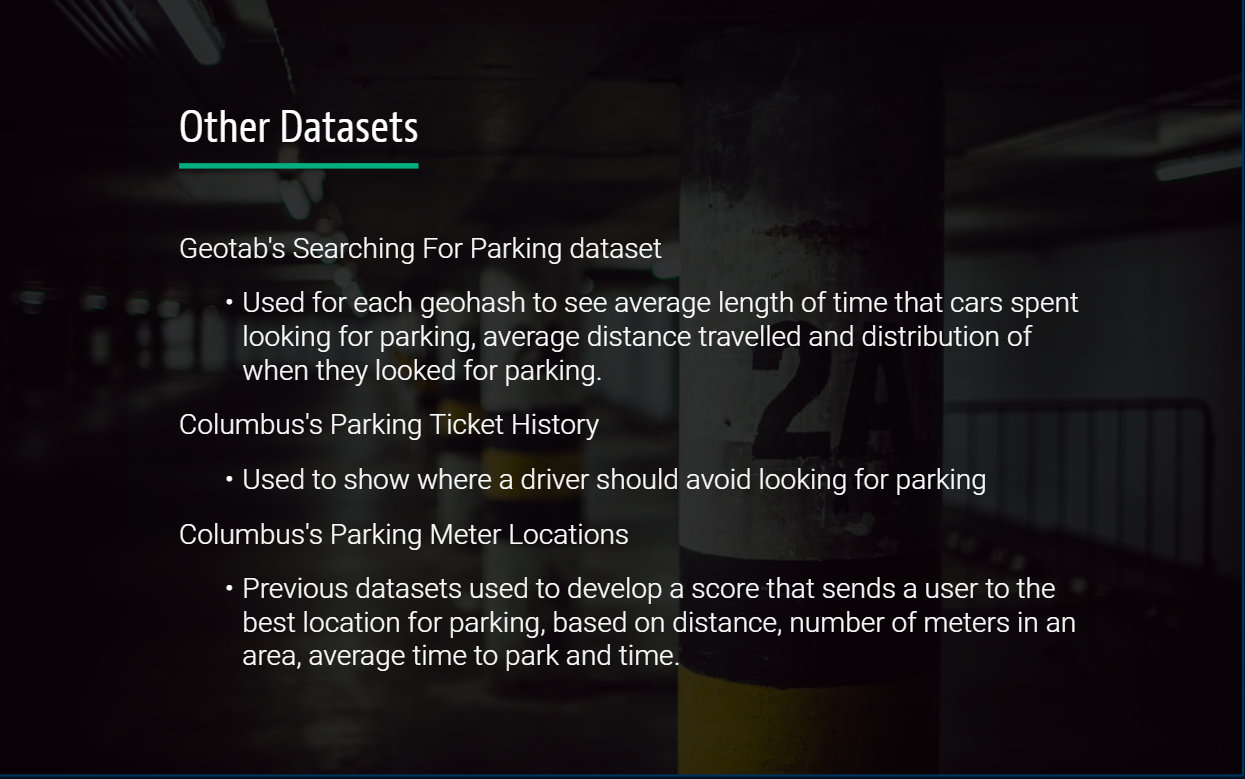 Other Datasets
Geotab's Searching For Parking dataset
• Used for each geohash to see average length of time that cars spent
looking for parking, average distance travelled and distribution of
when they looked for parking.
Columbus's Parking Ticket History
• Used to show where a driver should avoid looking for parking
Columbus's Parking Meter Locations
• Previous datasets used to develop a score that sends a user to the
best location for parking, based on distance, number of meters in an
area, average time to park and time.
2A